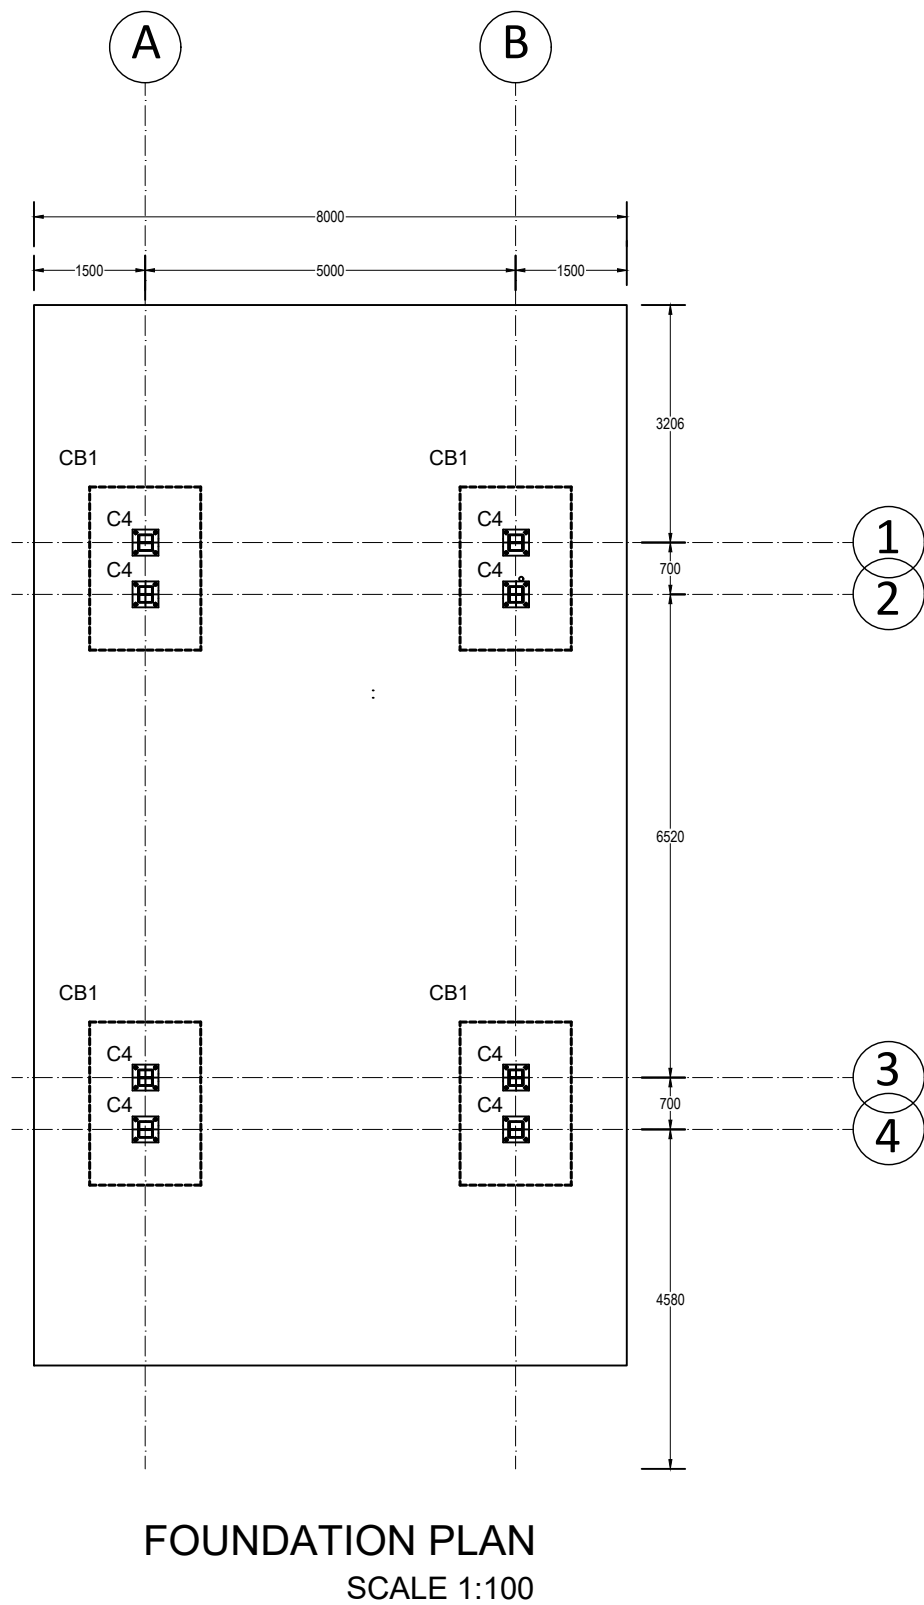 A B
8000
1500 5000 1500
3206
CB1 CB1
C4 C4 1
C4 C4 700 2
:
6520
CB1 CB1
C4 C4 3
C4 C4 700 4
4580
FOUNDATION PLAN
SCALE 1:100